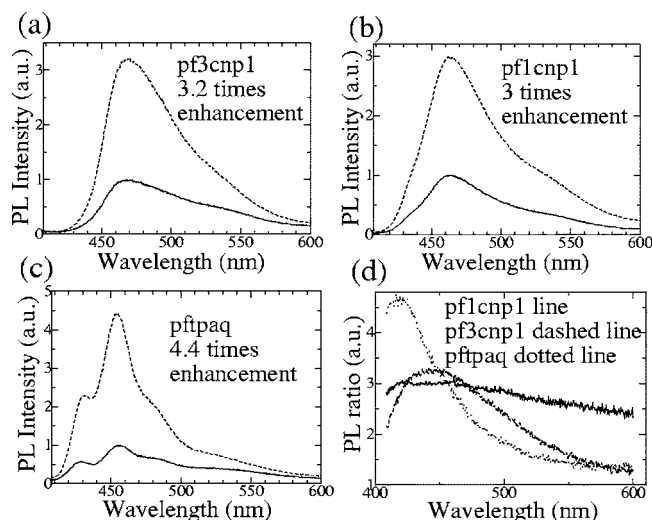 (a)
pf3cnp1
3.2 times
enhancement
PL Intensity (a.u.)
3
2
1
0
450 500 550 600
Wavelength (nm)
(b)
pf1cnp1
3 times
enhancement
PL Intensity (a.u.)
3
2
1
0
450 500 550 600
Wavelength (nm)
(c)
pftpaq
4.4 times
enhancement
PL Intensity (a.u.)
5
4
3
2
1
0
450 500 550 600
Wavelength (nm)
(d)
pf1cnp1 line
pf3cnp1 dashed line
pftpaq dotted line
PL ratio (a.u.)
4
3
2
1
400 500 600
Wavelength (nm)